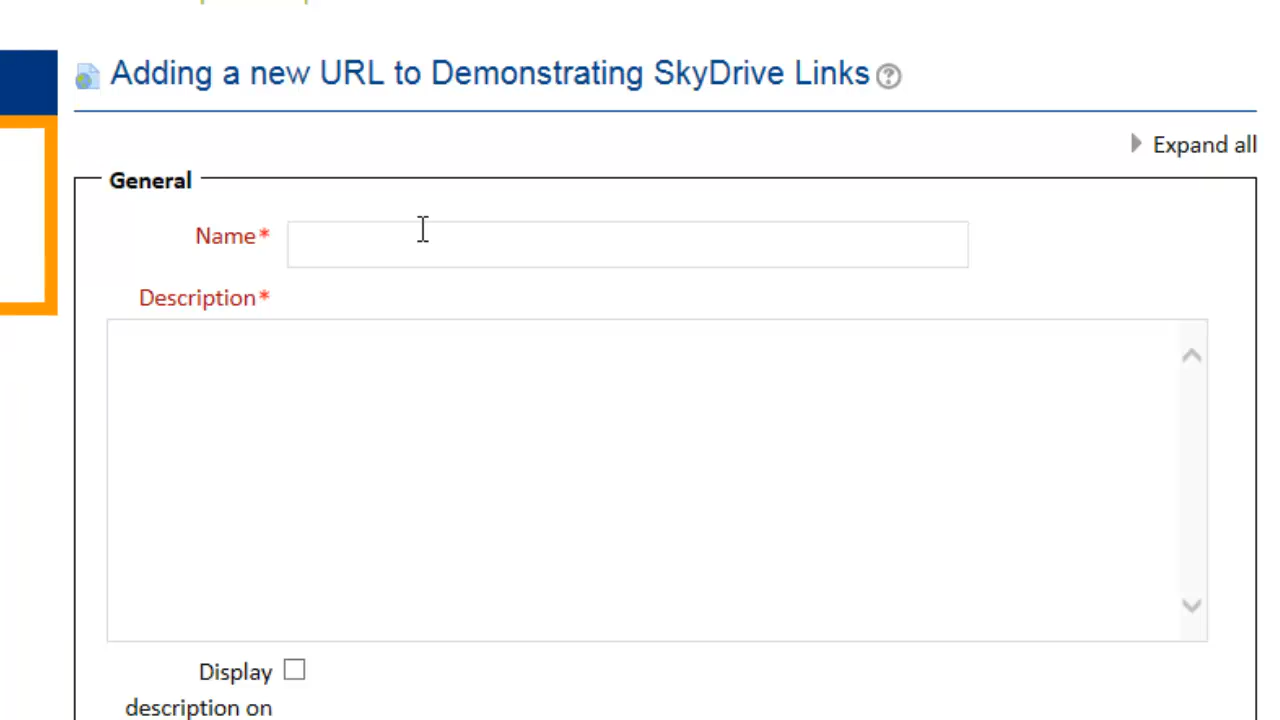 Adding a new URL to Demonstrating SkyDrive Links
Expand all
General
Name*
Description*
Display
description on